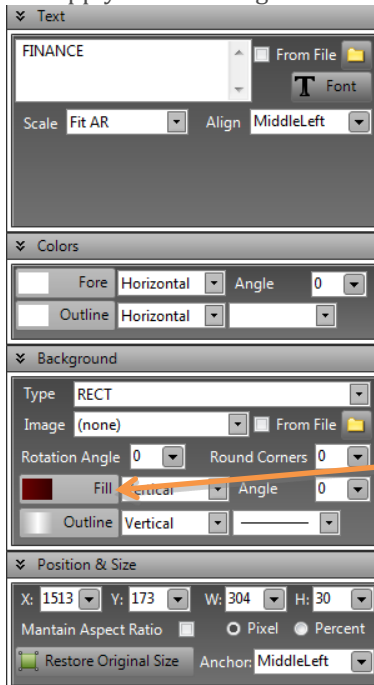 Text
FINANCE
From File
T Font
Scale Fit AR Align MiddleLeft
Colors
Fore Horizontal Angle 0
Outline Horizontal
Background
Type RECT
Image (none) From File
Rotation Angle 0 Round Corners 0
Fill Vertical Angle 0
Outline Vertical
Position & Size
X: 1513 Y: 173 W: 304 H: 30
Mantain Aspect Ratio Pixel Percent
Restore Original Size Anchor: MiddleLeft